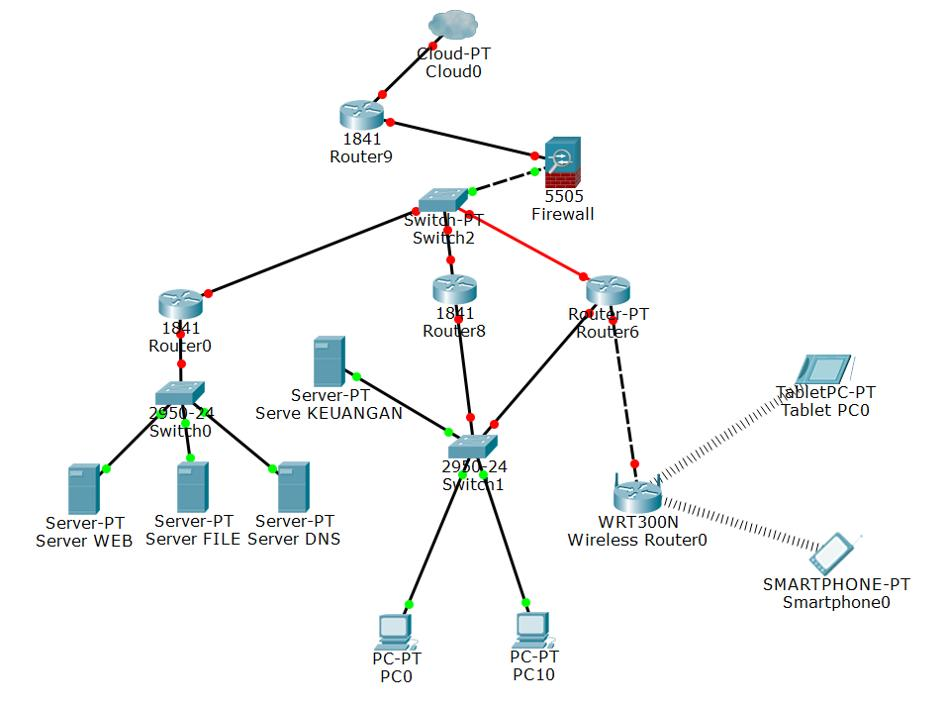 Cloud-PT
Cloud0
1841
Router9
5505
Firewall
Switch-PT
Switch2
1841
Router0
1841
Router8
Router-PT
Router6
Server-PT
Serve KEUANGAN
TabletPC-PT
Tablet PC0
2950-24
Switch0
2950-24
Switch1
Server-PT
Server WEB
Server-PT
Server FILE
Server-PT
Server DNS
WRT300N
Wireless Router0
SMARTPHONE-PT
Smartphone0
PC-PT
PC0
PC-PT
PC10